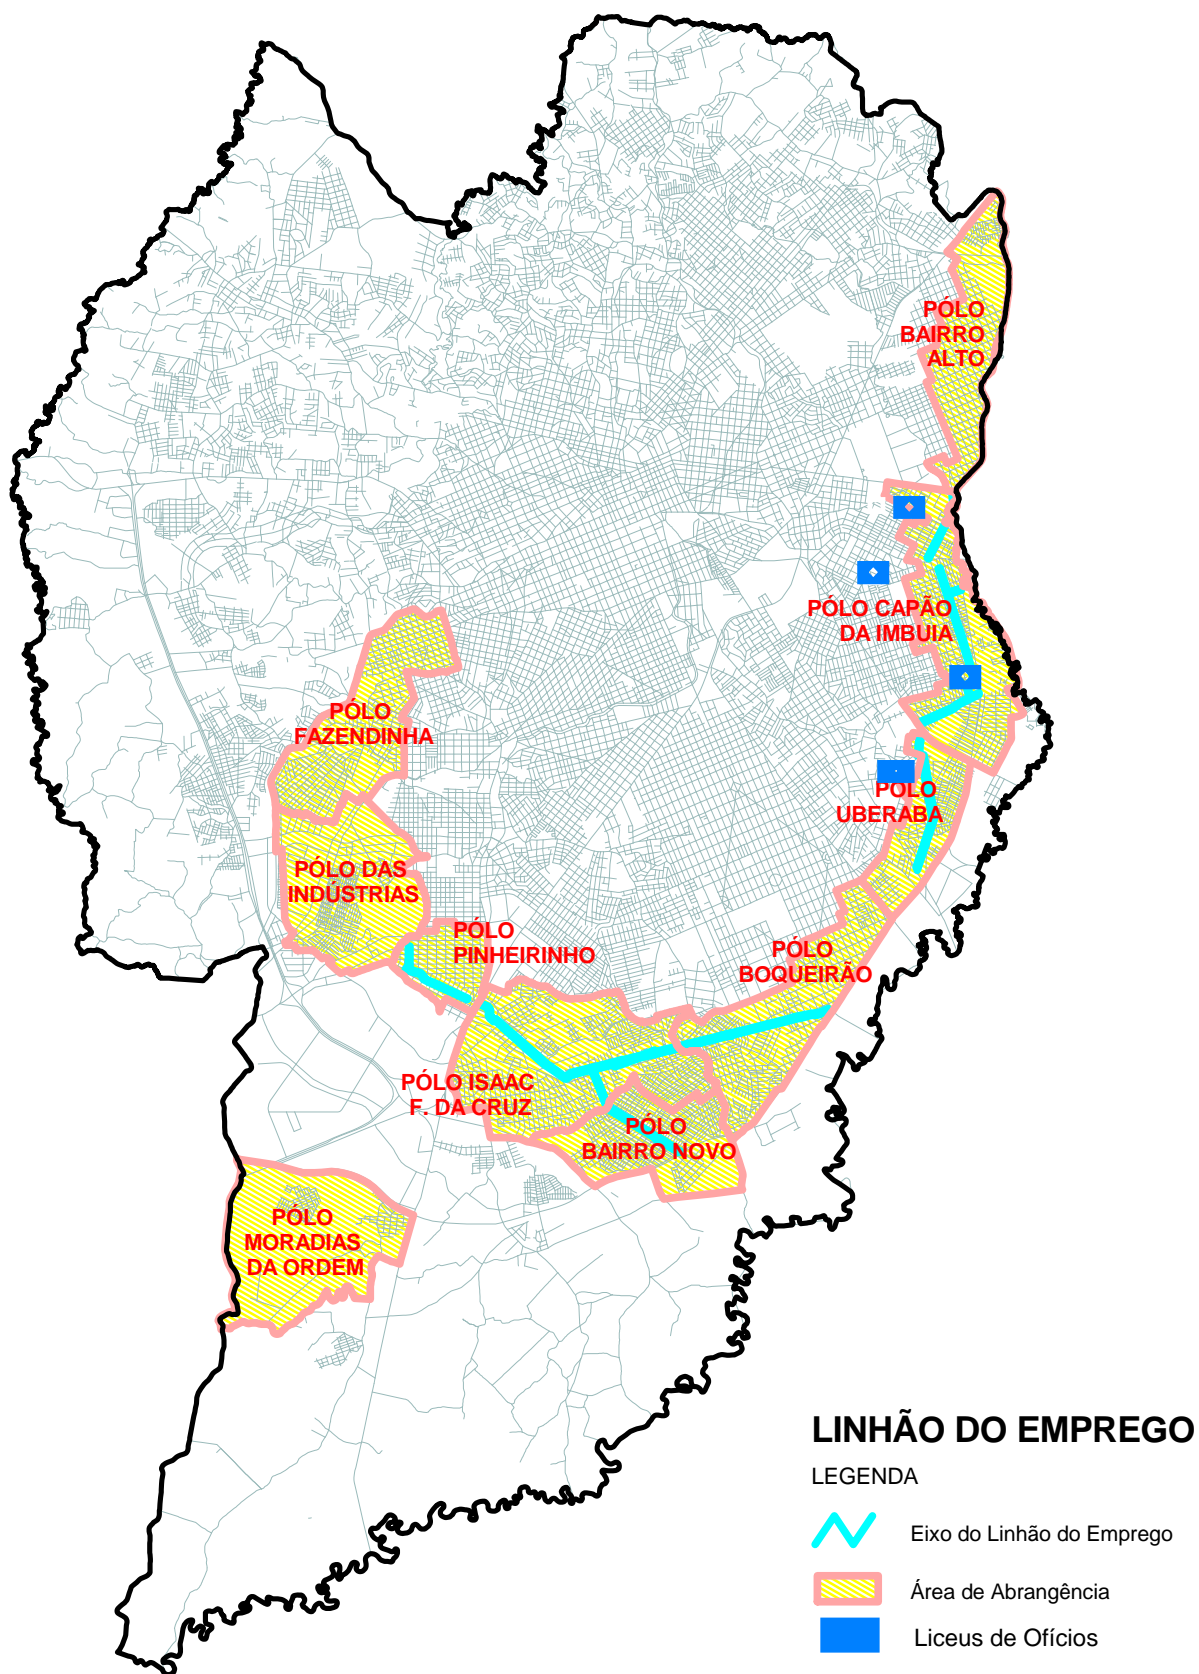 PÓLO
BAIRRO
ALTO
PÓLO CAPÃO
DA IMBUIA
PÓLO
FAZENDINHA
PÓLO
UBERABA
PÓLO DAS
INDÚSTRIAS
PÓLO
PINHEIRINHO
PÓLO
BOQUEIRÃO
PÓLO ISAAC
F. DA CRUZ
PÓLO
BAIRRO NOVO
PÓLO
MORADIAS
DA ORDEM
LINHÃO DO EMPREGO
LEGENDA
Eixo do Linhão do Emprego
Área de Abrangência
Liceus de Ofícios